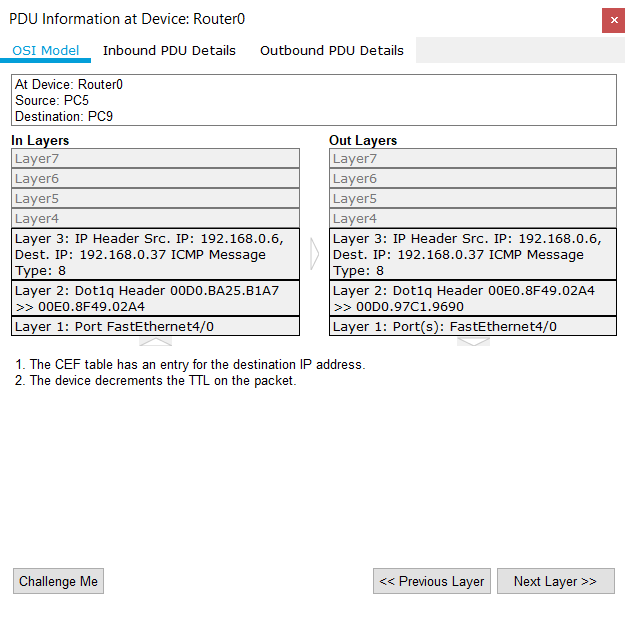 PDU Information at Device: Router0
×
OSI Model Inbound PDU Details Outbound PDU Details
At Device: Router0
Source: PC5
Destination: PC9
In Layers
Layer7
Layer6
Layer5
Layer4
Layer 3: IP Header Src. IP: 192.168.0.6,
Dest. IP: 192.168.0.37 ICMP Message
Type: 8
Layer 2: Dot1q Header 00D0.BA25.B1A7
>> 00E0.8F49.02A4
Layer 1: Port FastEthernet4/0
Out Layers
Layer7
Layer6
Layer5
Layer4
Layer 3: IP Header Src. IP: 192.168.0.6,
Dest. IP: 192.168.0.37 ICMP Message
Type: 8
Layer 2: Dot1q Header 00E0.8F49.02A4
>> 00D0.97C1.9690
Layer 1: Port(s): FastEthernet4/0
1. The CEF table has an entry for the destination IP address.
2. The device decrements the TTL on the packet.
Challenge Me
<< Previous Layer
Next Layer >>